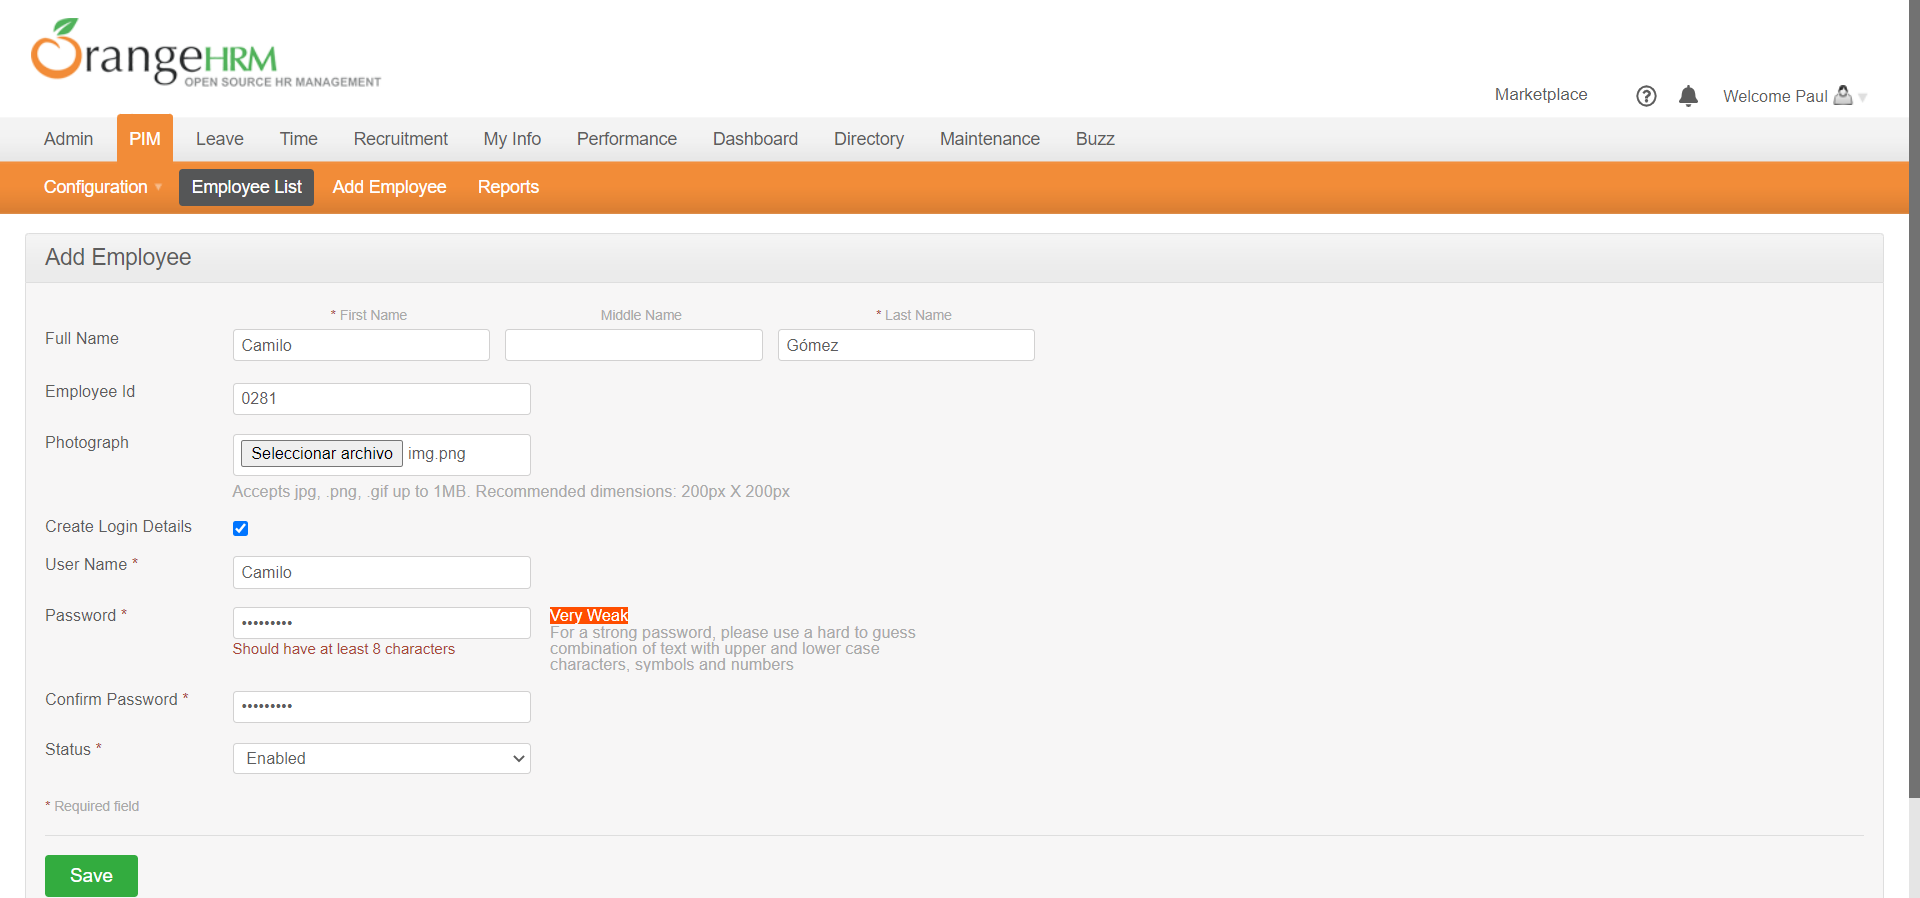 OrangeHRM
OPEN SOURCE HR MANAGEMENT
Marketplace
Welcome Paul
Admin PIM Leave Time Recruitment My Info Performance Dashboard Directory Maintenance Buzz
Configuration Employee List Add Employee Reports
Add Employee
* First Name Middle Name * Last Name
Full Name Camilo Gómez
Employee Id 0281
Photograph Seleccionar archivo img.png
Accepts jpg, .png, .gif up to 1MB. Recommended dimensions: 200px X 200px
Create Login Details
User Name * Camilo
Password * ••••••••• Very Weak
Should have at least 8 characters
For a strong password, please use a hard to guess
combination of text with upper and lower case
characters, symbols and numbers
Confirm Password * •••••••••
Status * Enabled
* Required field
Save